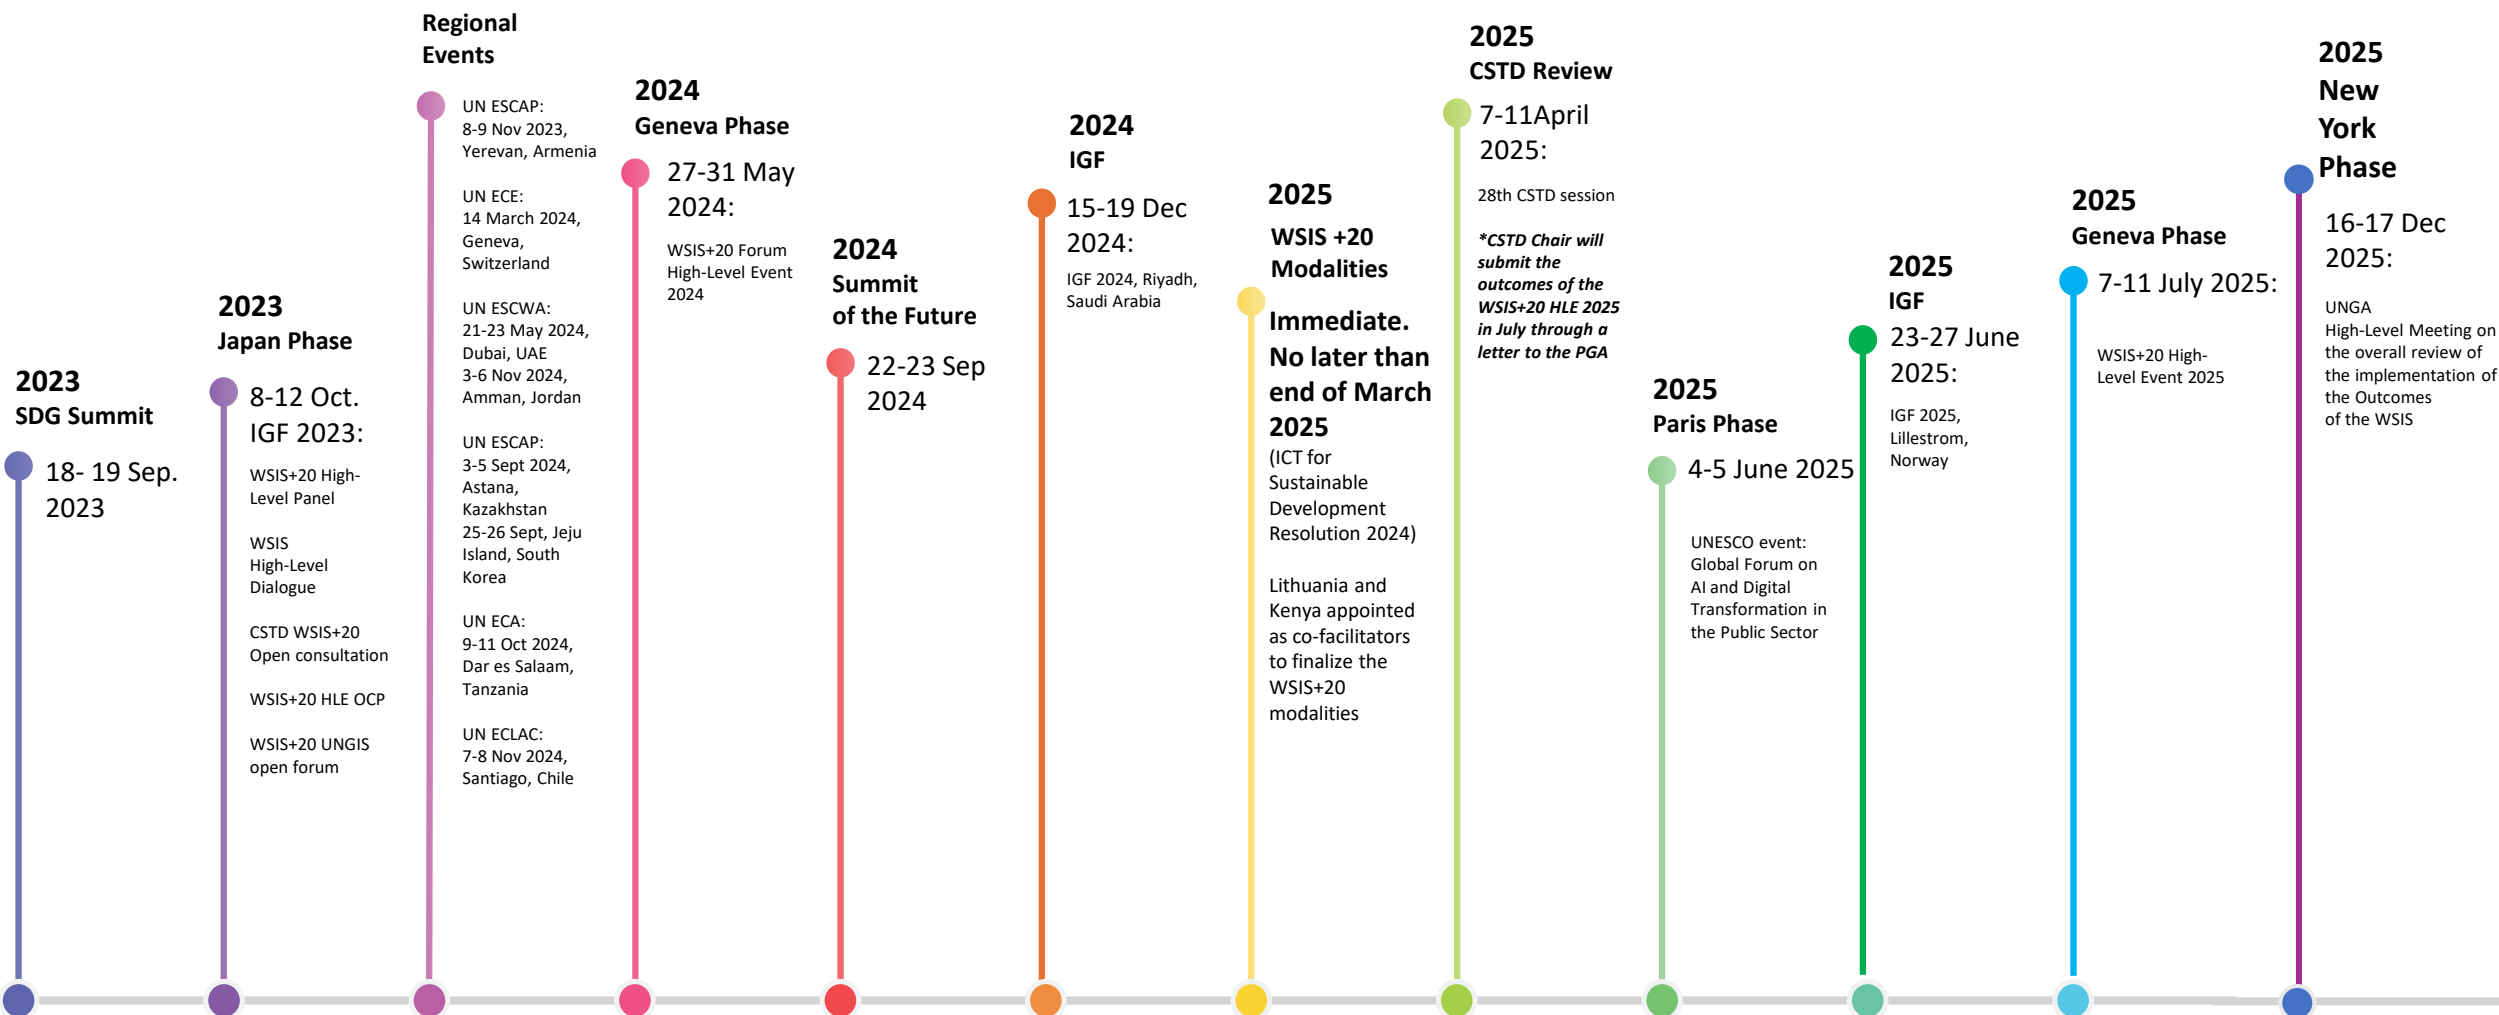 2023
SDG Summit
18- 19 Sep.
2023
2023
Japan Phase
8-12 Oct.
IGF 2023:
WSIS+20 High-
Level Panel
WSIS
High-Level
Dialogue
CSTD WSIS+20
Open consultation
WSIS+20 HLE OCP
WSIS+20 UNGIS
open forum
Regional
Events
UN ESCAP:
8-9 Nov 2023,
Yerevan, Armenia
UN ECE:
14 March 2024,
Geneva,
Switzerland
UN ESCWA:
21-23 May 2024,
Dubai, UAE
3-6 Nov 2024,
Amman, Jordan
UN ESCAP:
3-5 Sept 2024,
Astana,
Kazakhstan
25-26 Sept, Jeju
Island, South
Korea
UN ECA:
9-11 Oct 2024,
Dar es Salaam,
Tanzania
UN ECLAC:
7-8 Nov 2024,
Santiago, Chile
2024
Geneva Phase
27-31 May
2024:
WSIS+20 Forum
High-Level Event
2024
2024
Summit
of the Future
22-23 Sep
2024
2024
IGF
15-19 Dec
2024:
IGF 2024, Riyadh,
Saudi Arabia
2025
WSIS +20
Modalities
Immediate.
No later than
end of March
2025
(ICT for
Sustainable
Development
Resolution 2024)
Lithuania and
Kenya appointed
as co-facilitators
to finalize the
WSIS+20
modalities
2025
CSTD Review
7-11April
2025:
28th CSTD session
*CSTD Chair will
submit the
outcomes of the
WSIS+20 HLE 2025
in July through a
letter to the PGA
2025
Paris Phase
4-5 June 2025
UNESCO event:
Global Forum on
AI and Digital
Transformation in
the Public Sector
2025
IGF
23-27 June
2025:
IGF 2025,
Lillestrom,
Norway
2025
Geneva Phase
7-11 July 2025:
WSIS+20 High-
Level Event 2025
2025
New
York
Phase
16-17 Dec
2025:
UNGA
High-Level Meeting on
the overall review of
the implementation of
the Outcomes
of the WSIS